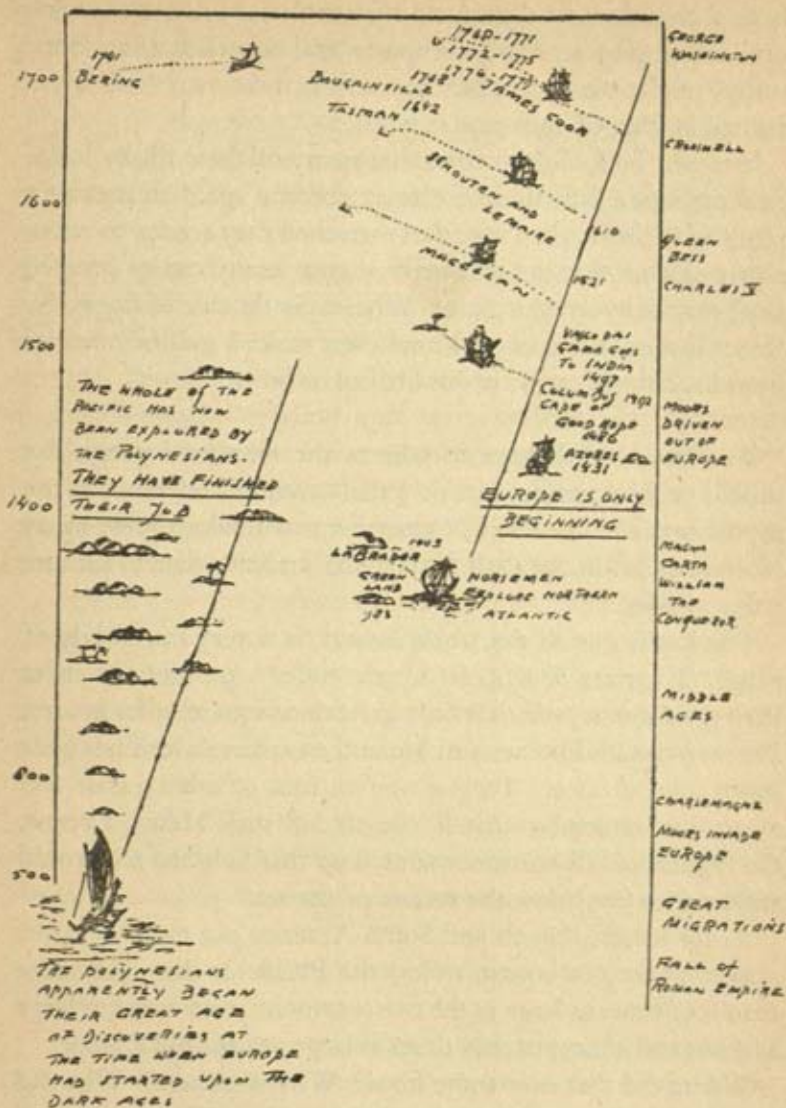 1700
1600
1500
1400
800
500
1741
BERING
1768-1771
1772-1775
1776-1779
JAMES COOK
BOUGAINVILLE 1768
TASMAN 1642
SCHOUTEN AND
LEMAIRE
1610
MAGELLAN
1521
VASCO DA
GAMA GOES
TO INDIA
1497
COLUMBUS 1492
CAPE OF
GOOD HOPE
1486
AZORES
1431
EUROPE IS ONLY
BEGINNING
THE WHOLE OF THE
PACIFIC HAS NOW
BEEN EXPLORED BY
THE POLYNESIANS.
THEY HAVE FINISHED
THEIR JOB
1003
LABRADOR
GREEN
LAND
983
NORSEMEN
EXPLORE NORTHERN
ATLANTIC
THE POLYNESIANS
APPARENTLY BEGAN
THEIR GREAT AGE
OF DISCOVERIES AT
THE TIME WHEN EUROPE
HAD STARTED UPON THE
DARK AGES
GEORGE
WASHINGTON
CROMWELL
QUEEN
BESS
CHARLES V
MOORS
DRIVEN
OUT OF
EUROPE
MAGNA
CARTA
WILLIAM
THE
CONQUEROR
MIDDLE
AGES
CHARLEMAGNE
MOORS INVADE
EUROPE
GREAT
MIGRATIONS
FALL OF
ROMAN EMPIRE